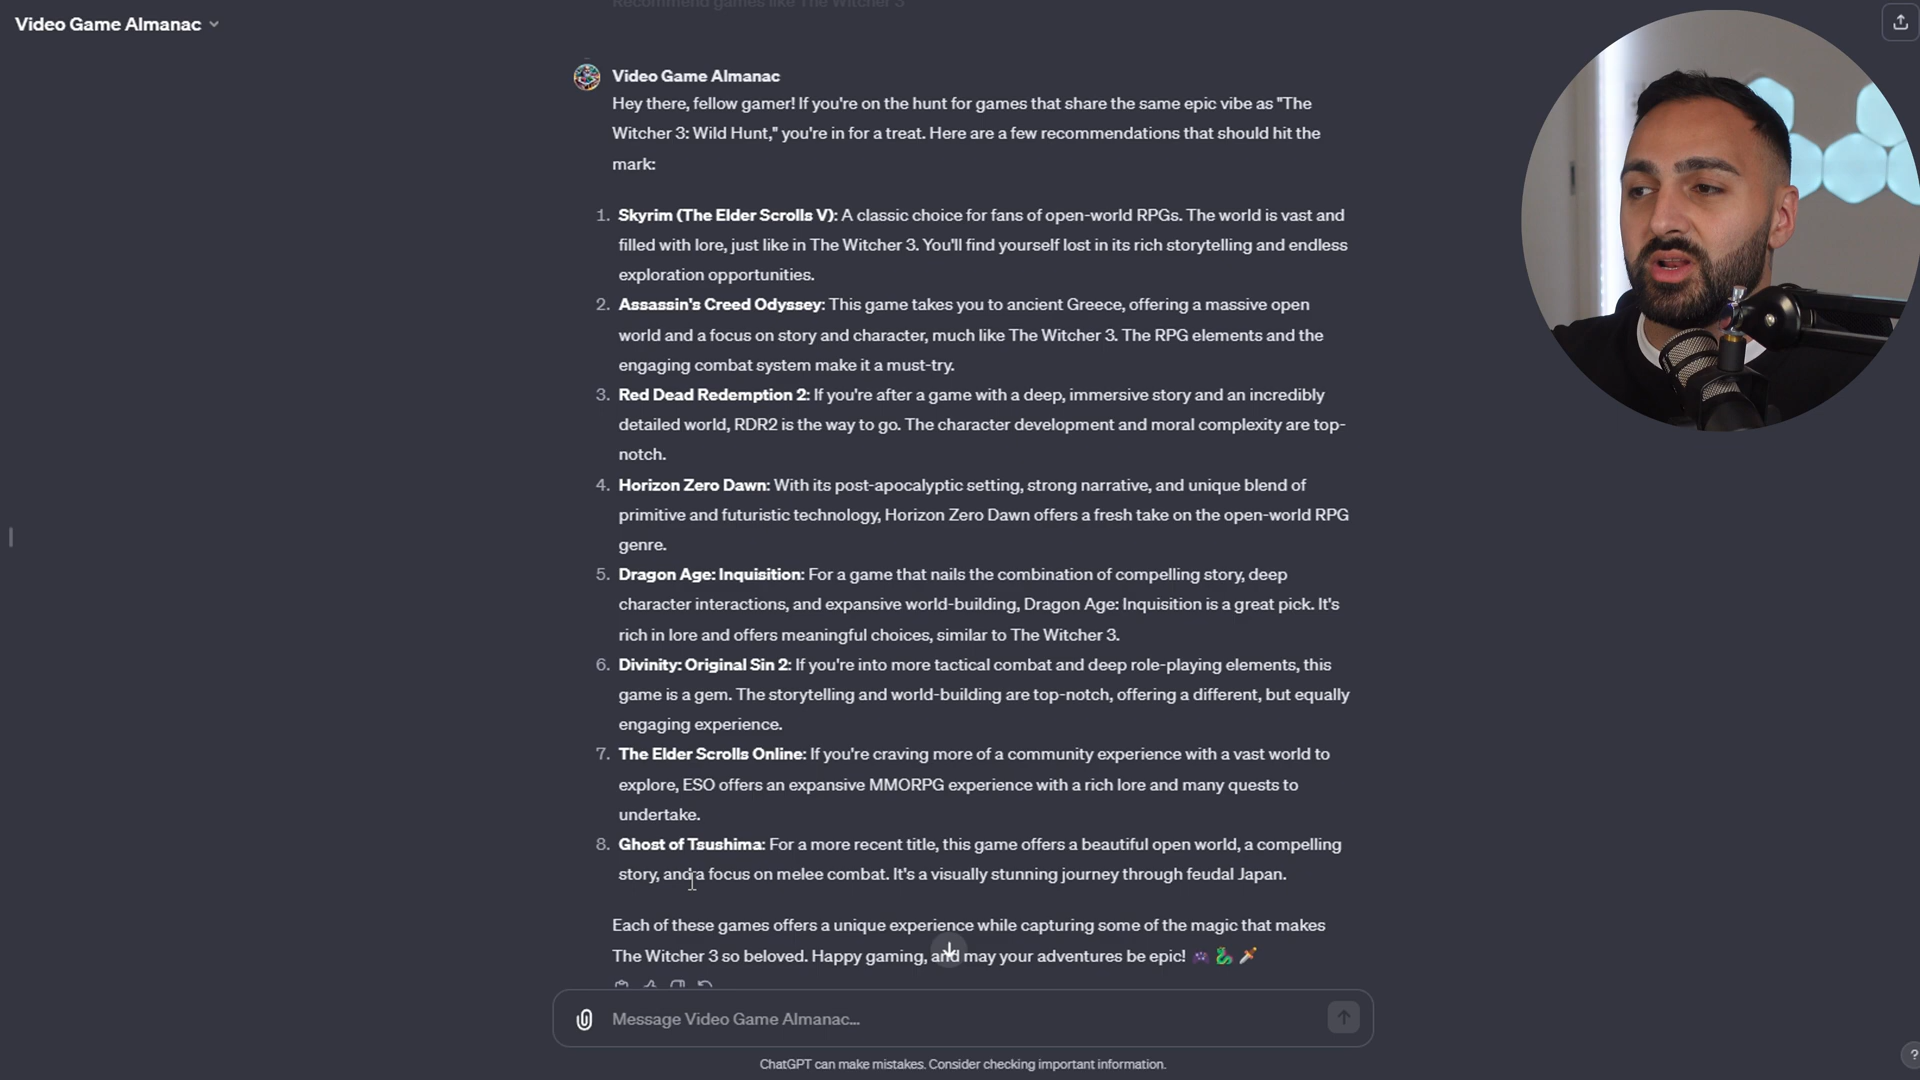 Recommend games like The Witcher 3
Video Game Almanac
Video Game Almanac
Hey there, fellow gamer! If you're on the hunt for games that share the same epic vibe as "The
Witcher 3: Wild Hunt," you're in for a treat. Here are a few recommendations that should hit the
mark:
1. Skyrim (The Elder Scrolls V): A classic choice for fans of open-world RPGs. The world is vast and
filled with lore, just like in The Witcher 3. You'll find yourself lost in its rich storytelling and endless
exploration opportunities.
2. Assassin's Creed Odyssey: This game takes you to ancient Greece, offering a massive open
world and a focus on story and character, much like The Witcher 3. The RPG elements and the
engaging combat system make it a must-try.
3. Red Dead Redemption 2: If you're after a game with a deep, immersive story and an incredibly
detailed world, RDR2 is the way to go. The character development and moral complexity are top-
notch.
4. Horizon Zero Dawn: With its post-apocalyptic setting, strong narrative, and unique blend of
primitive and futuristic technology, Horizon Zero Dawn offers a fresh take on the open-world RPG
genre.
5. Dragon Age: Inquisition: For a game that nails the combination of compelling story, deep
character interactions, and expansive world-building, Dragon Age: Inquisition is a great pick. It's
rich in lore and offers meaningful choices, similar to The Witcher 3.
6. Divinity: Original Sin 2: If you're into more tactical combat and deep role-playing elements, this
game is a gem. The storytelling and world-building are top-notch, offering a different, but equally
engaging experience.
7. The Elder Scrolls Online: If you're craving more of a community experience with a vast world to
explore, ESO offers an expansive MMORPG experience with a rich lore and many quests to
undertake.
8. Ghost of Tsushima: For a more recent title, this game offers a beautiful open world, a compelling
story, and a focus on melee combat. It's a visually stunning journey through feudal Japan.
Each of these games offers a unique experience while capturing some of the magic that makes
The Witcher 3 so beloved. Happy gaming, and may your adventures be epic! 🎮 🐉 🗡️
Message Video Game Almanac...
ChatGPT can make mistakes. Consider checking important information.
?